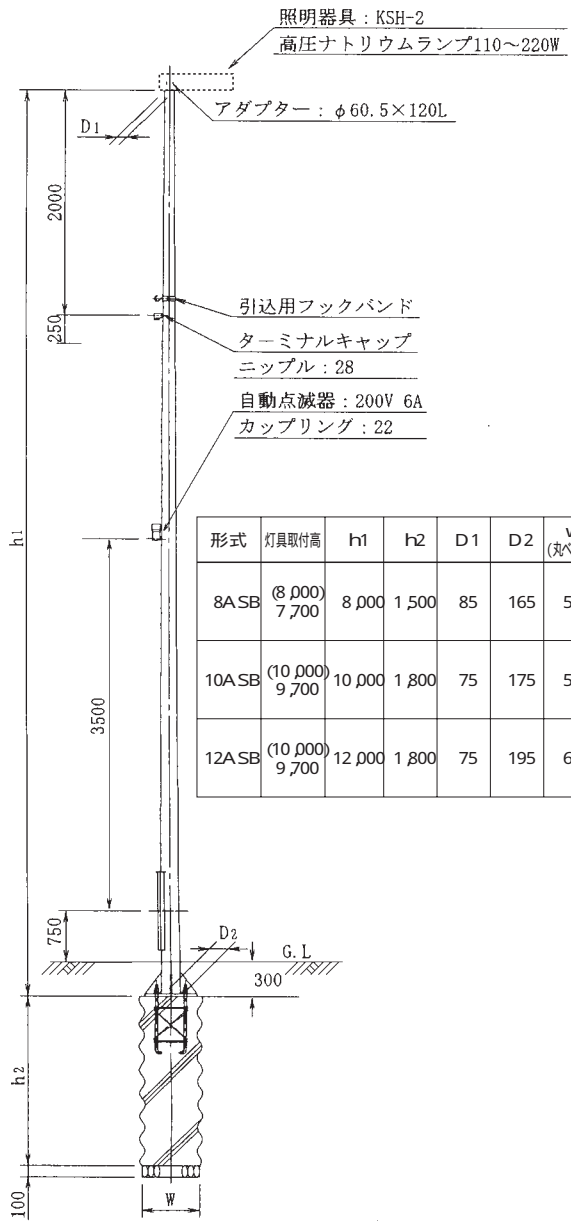 照明器具：KSH-2
高圧ナトリウムランプ110～220W
アダプター：φ60.5×120L
D1
2000
250
引込用フックバンド
ターミナルキャップ
ニップル：28
自動点滅器：200V 6A
カップリング：22
h1
形式 灯具取付高 h1 h2 D1 D2
8ASB (8,000) 7,700 8,000 1,500 85 165
10ASB (10,000) 9,700 10,000 1,800 75 175
12ASB (10,000) 9,700 12,000 1,800 75 195
3500
750
D2
G.L
300
h2
100
W